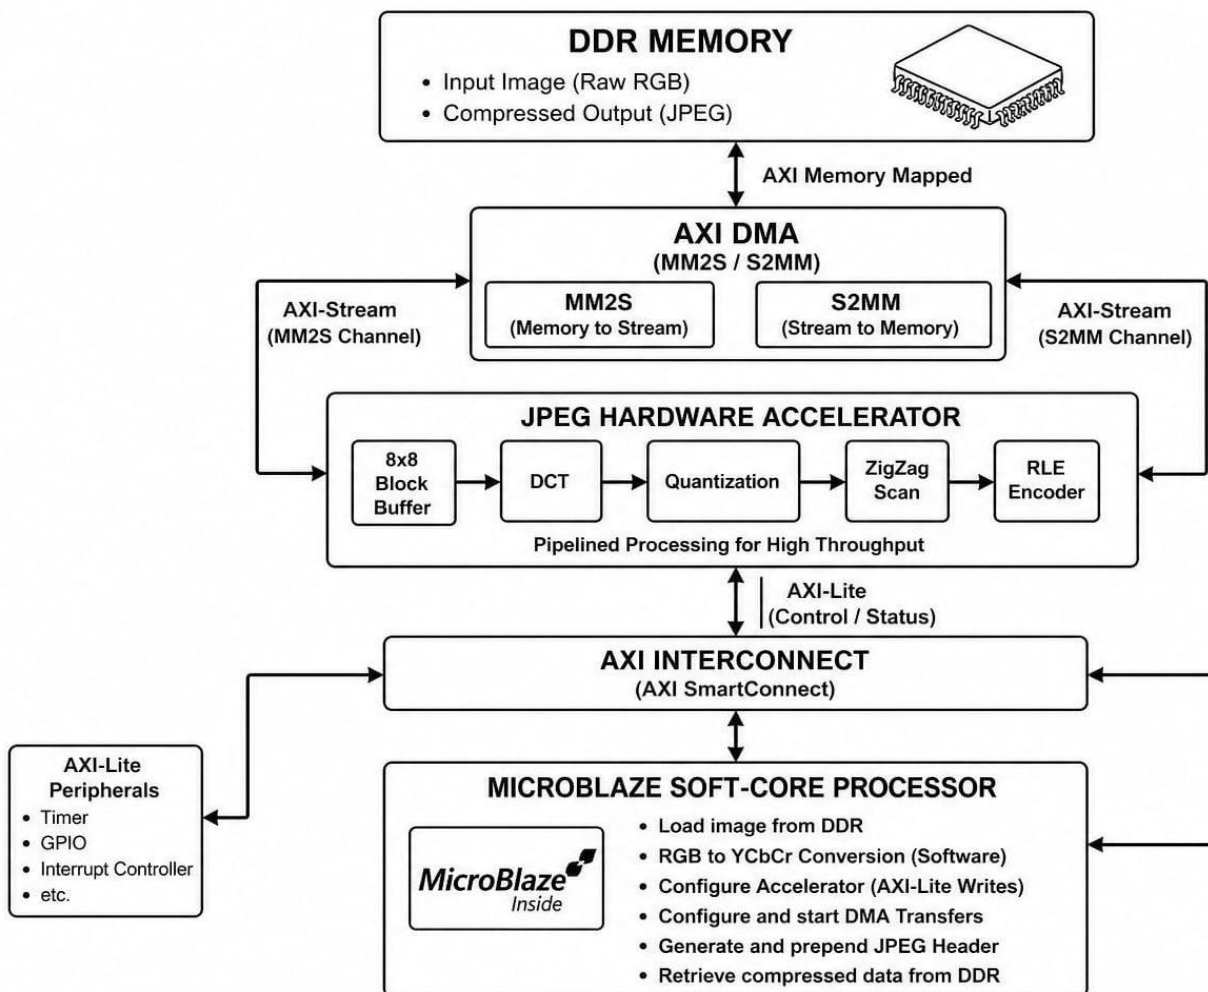 DDR MEMORY
• Input Image (Raw RGB)
• Compressed Output (JPEG)
AXI Memory Mapped
AXI DMA
(MM2S / S2MM)
MM2S
(Memory to Stream)
S2MM
(Stream to Memory)
AXI-Stream
(MM2S Channel)
AXI-Stream
(S2MM Channel)
JPEG HARDWARE ACCELERATOR
8x8
Block
Buffer
DCT
Quantization
ZigZag
Scan
RLE
Encoder
Pipelined Processing for High Throughput
AXI-Lite
(Control / Status)
AXI INTERCONNECT
(AXI SmartConnect)
AXI-Lite
Peripherals
• Timer
• GPIO
• Interrupt Controller
• etc.
MICROBLAZE SOFT-CORE PROCESSOR
MicroBlaze
Inside
• Load image from DDR
• RGB to YCbCr Conversion (Software)
• Configure Accelerator (AXI-Lite Writes)
• Configure and start DMA Transfers
• Generate and prepend JPEG Header
• Retrieve compressed data from DDR